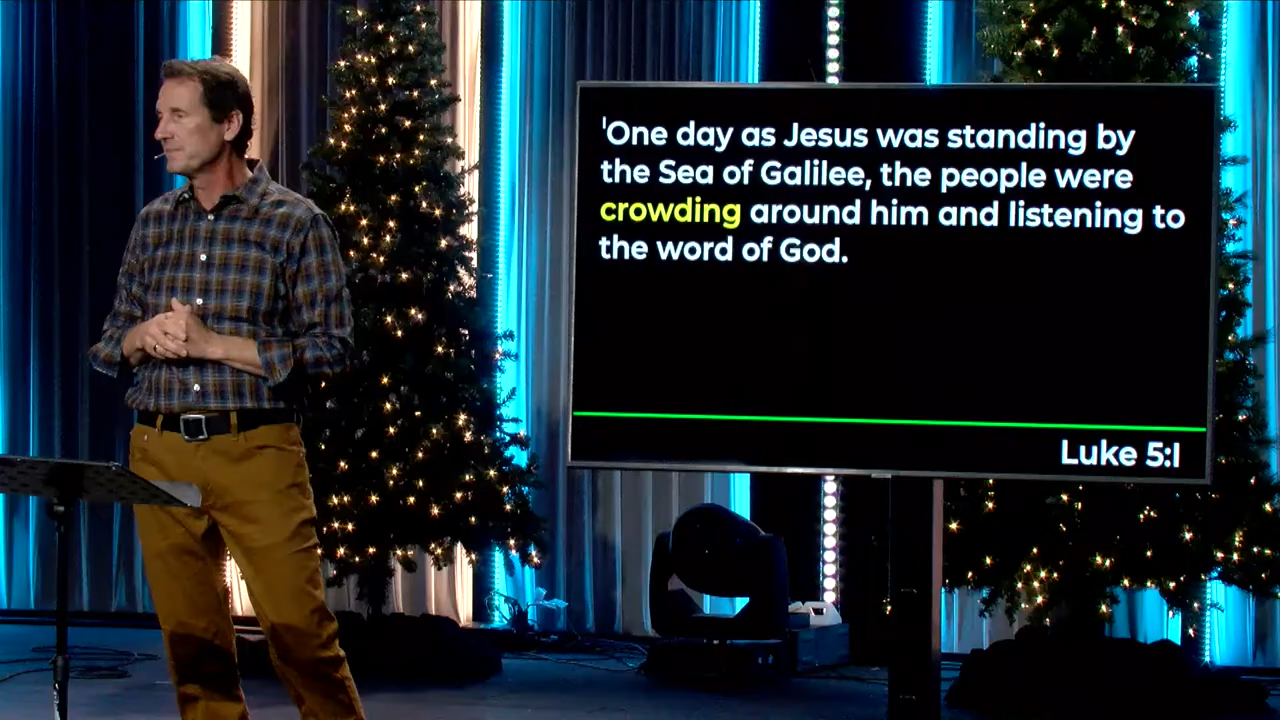 'One day as Jesus was standing by
the Sea of Galilee, the people were
crowding around him and listening to
the word of God.
Luke 5:1